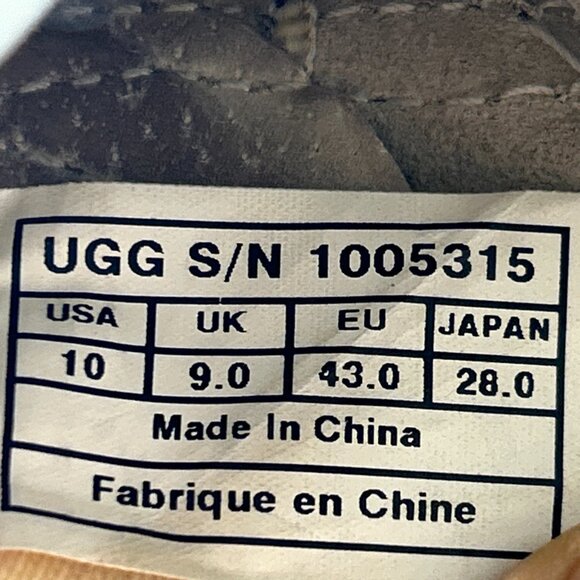 UGG S/N 1005315
USA UK EU JAPAN
10 9.0 43.0 28.0
Made In China
Fabrique en Chine